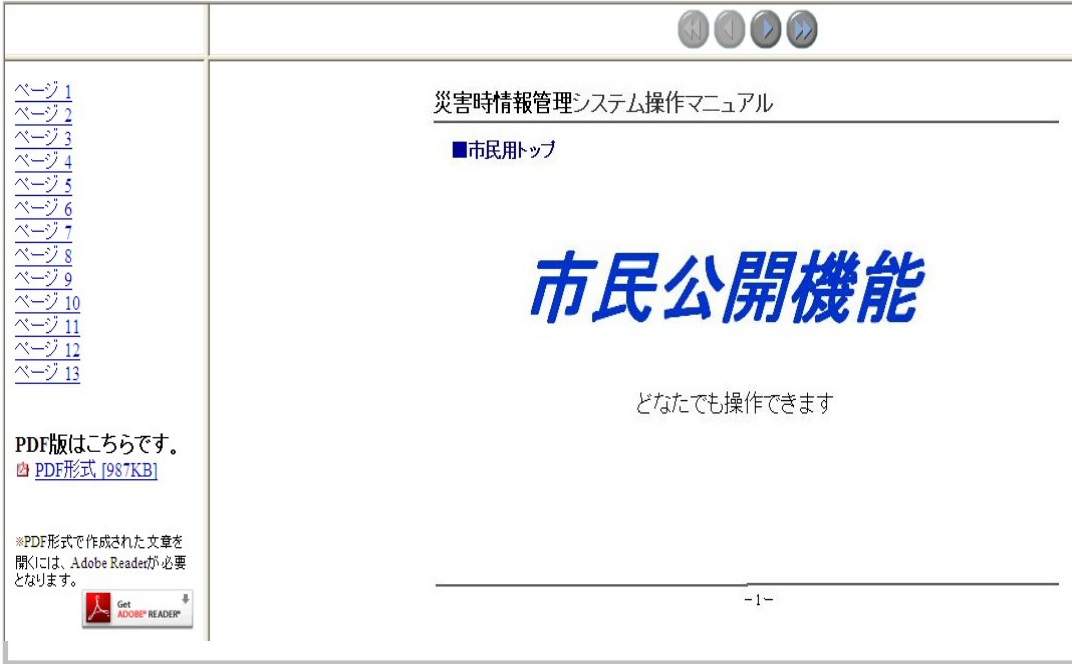 ページ 1
ページ 2
ページ 3
ページ 4
ページ 5
ページ 6
ページ 7
ページ 8
ページ 9
ページ 10
ページ 11
ページ 12
ページ 13
PDF版はこちらです。
PDF形式 [987KB]
※PDF形式で作成された文章を
開くには、Adobe Readerが必要
となります。
Get
ADOBE® READER®
災害時情報管理システム操作マニュアル
■市民用トップ
市民公開機能
どなたでも操作できます
-1-